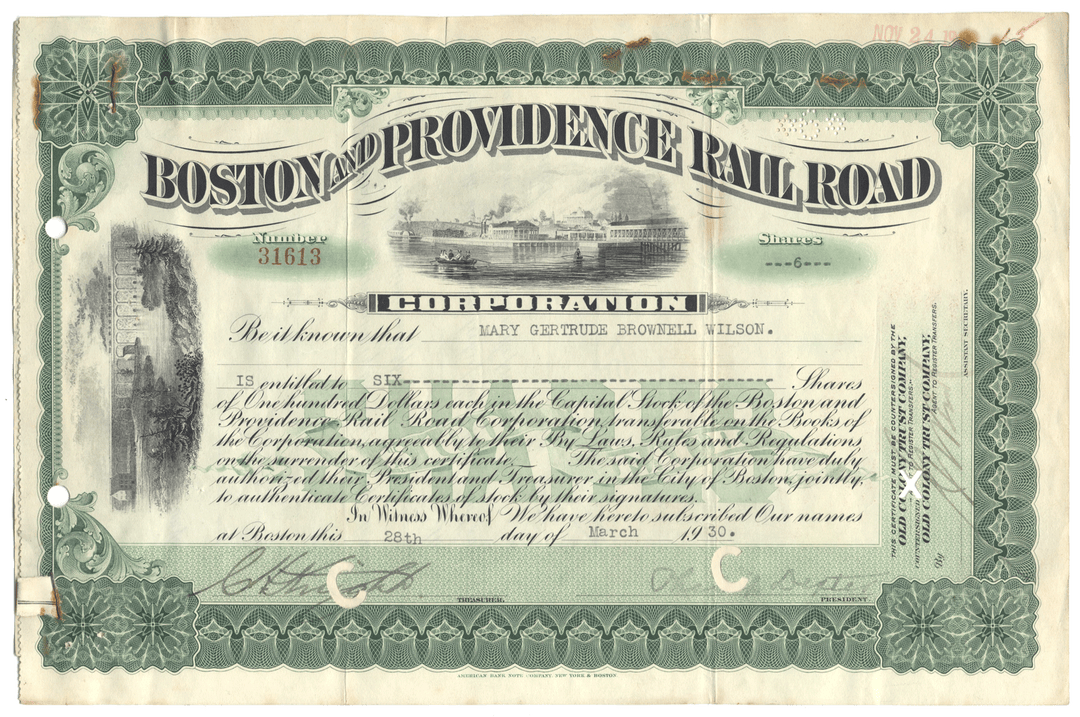 NOV 24
15
BOSTON AND PROVIDENCE RAIL ROAD
Number
31613
Shares
---6---
CORPORATION
Be it known that MARY GERTRUDE BROWNELL WILSON.
IS entitled to SIX------------------------------------------------ Shares
of One hundred Dollars each in the Capital Stock of the Boston and
Providence Rail Road Corporation, transferable on the Books of
the Corporation, agreeably to their By Laws, Rules and Regulations
on the surrender of this certificate. The said Corporation have duly
authorized their President and Treasurer, in the City of Boston, jointly,
to authenticate Certificates of Stock by their signatures.
In Witness Whereof We have hereto subscribed Our names
at Boston this 28th day of March 1930.
TREASURER.
PRESIDENT
AMERICAN BANK NOTE COMPANY, NEW YORK & BOSTON.
THIS CERTIFICATE MUST BE COUNTERSIGNED BY THE
OLD COLONY TRUST COMPANY,
AGENT TO REGISTER TRANSFERS.
COUNTERSIGNED
OLD COLONY TRUST COMPANY,
AGENT TO REGISTER TRANSFERS.
By
ASSISTANT SECRETARY.